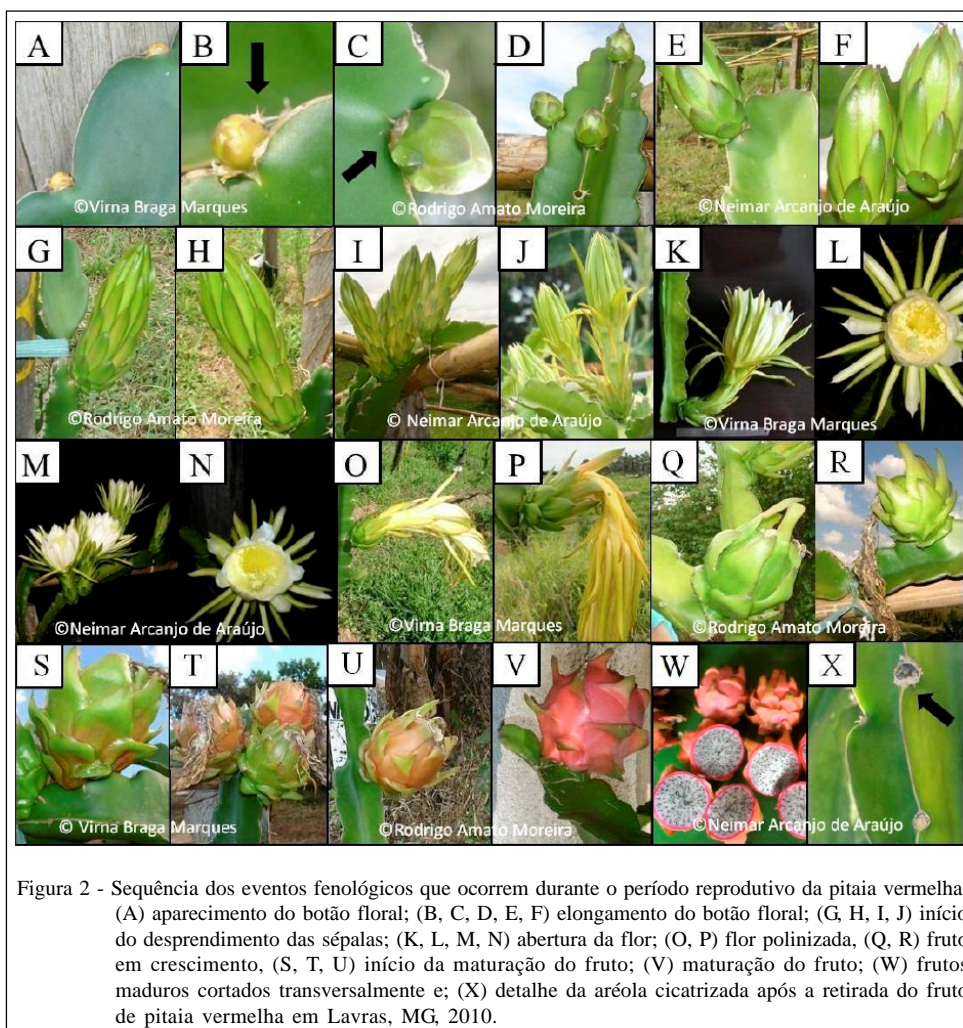 A B C D E F
©Virna Braga Marques ©Rodrigo Amato Moreira ©Neimar Arcanjo de Araújo
G H I J K L
©Rodrigo Amato Moreira © Neimar Arcanjo de Araújo ©Virna Braga Marques
M N O P Q R
©Neimar Arcanjo de Araújo ©Virna Braga Marques ©Rodrigo Amato Moreira
S T U V W X
© Virna Braga Marques ©Rodrigo Amato Moreira ©Neimar Arcanjo de Araújo
Figura 2 - Sequência dos eventos fenológicos que ocorrem durante o período reprodutivo da pitaia vermelha
(A) aparecimento do botão floral; (B, C, D, E, F) elongamento do botão floral; (G, H, I, J) início
do desprendimento das sépalas; (K, L, M, N) abertura da flor; (O, P) flor polinizada, (Q, R) fruto
em crescimento, (S, T, U) início da maturação do fruto; (V) maturação do fruto; (W) frutos
maduros cortados transversalmente e; (X) detalhe da aréola cicatrizada após a retirada do fruto
de pitaia vermelha em Lavras, MG, 2010.